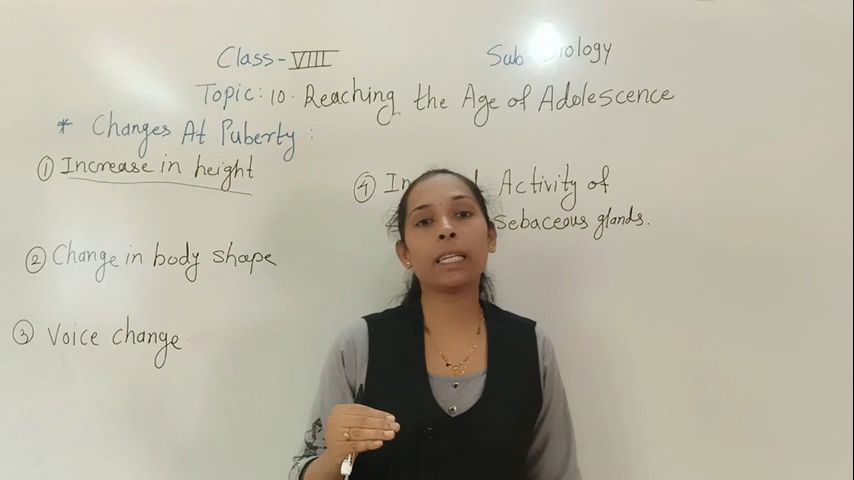 Class - VIII
Sub iology
Topic: 10. Reaching the Age of Adolescence
* Changes At Puberty :
① Increase in height
② Change in body shape
③ Voice change
④ In Activity of
sebaceous glands.